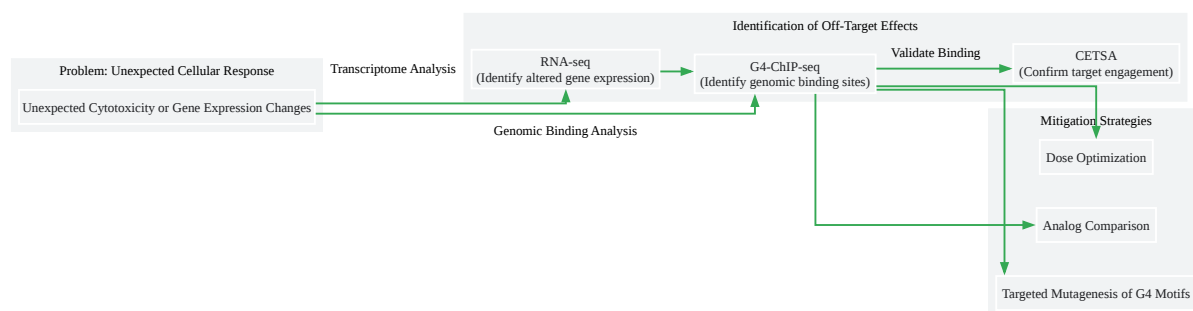 Identification of Off-Target Effects
Problem: Unexpected Cellular Response
Unexpected Cytotoxicity or Gene Expression Changes
Transcriptome Analysis
Genomic Binding Analysis
RNA-seq
(Identify altered gene expression)
G4-ChIP-seq
(Identify genomic binding sites)
Validate Binding
CETSA
(Confirm target engagement)
Mitigation Strategies
Dose Optimization
Analog Comparison
Targeted Mutagenesis of G4 Motifs